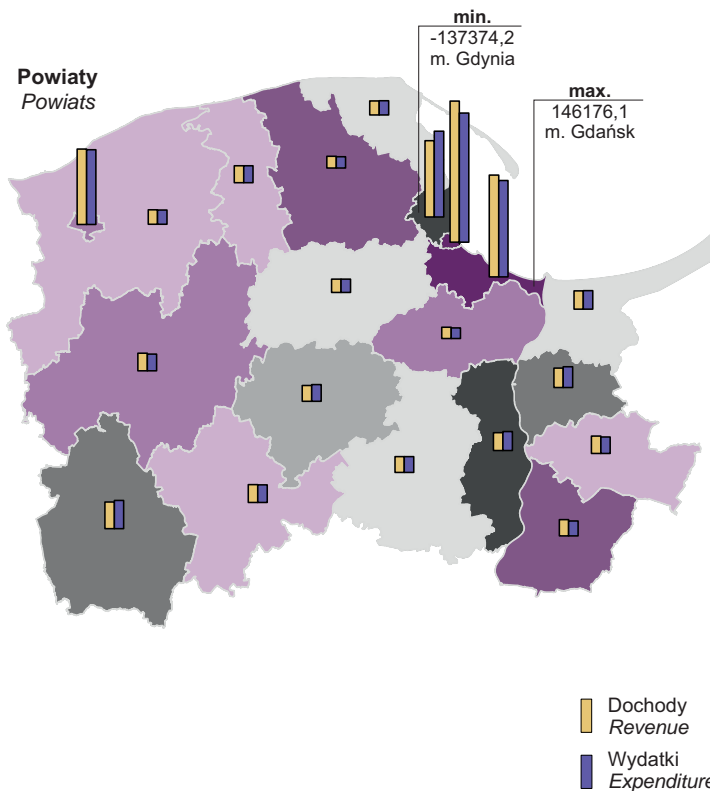 Powiaty
Powiats
min.
-137374,2
m. Gdynia
max.
146176,1
m. Gdańsk
Dochody
Revenue
Wydatki
Expenditure